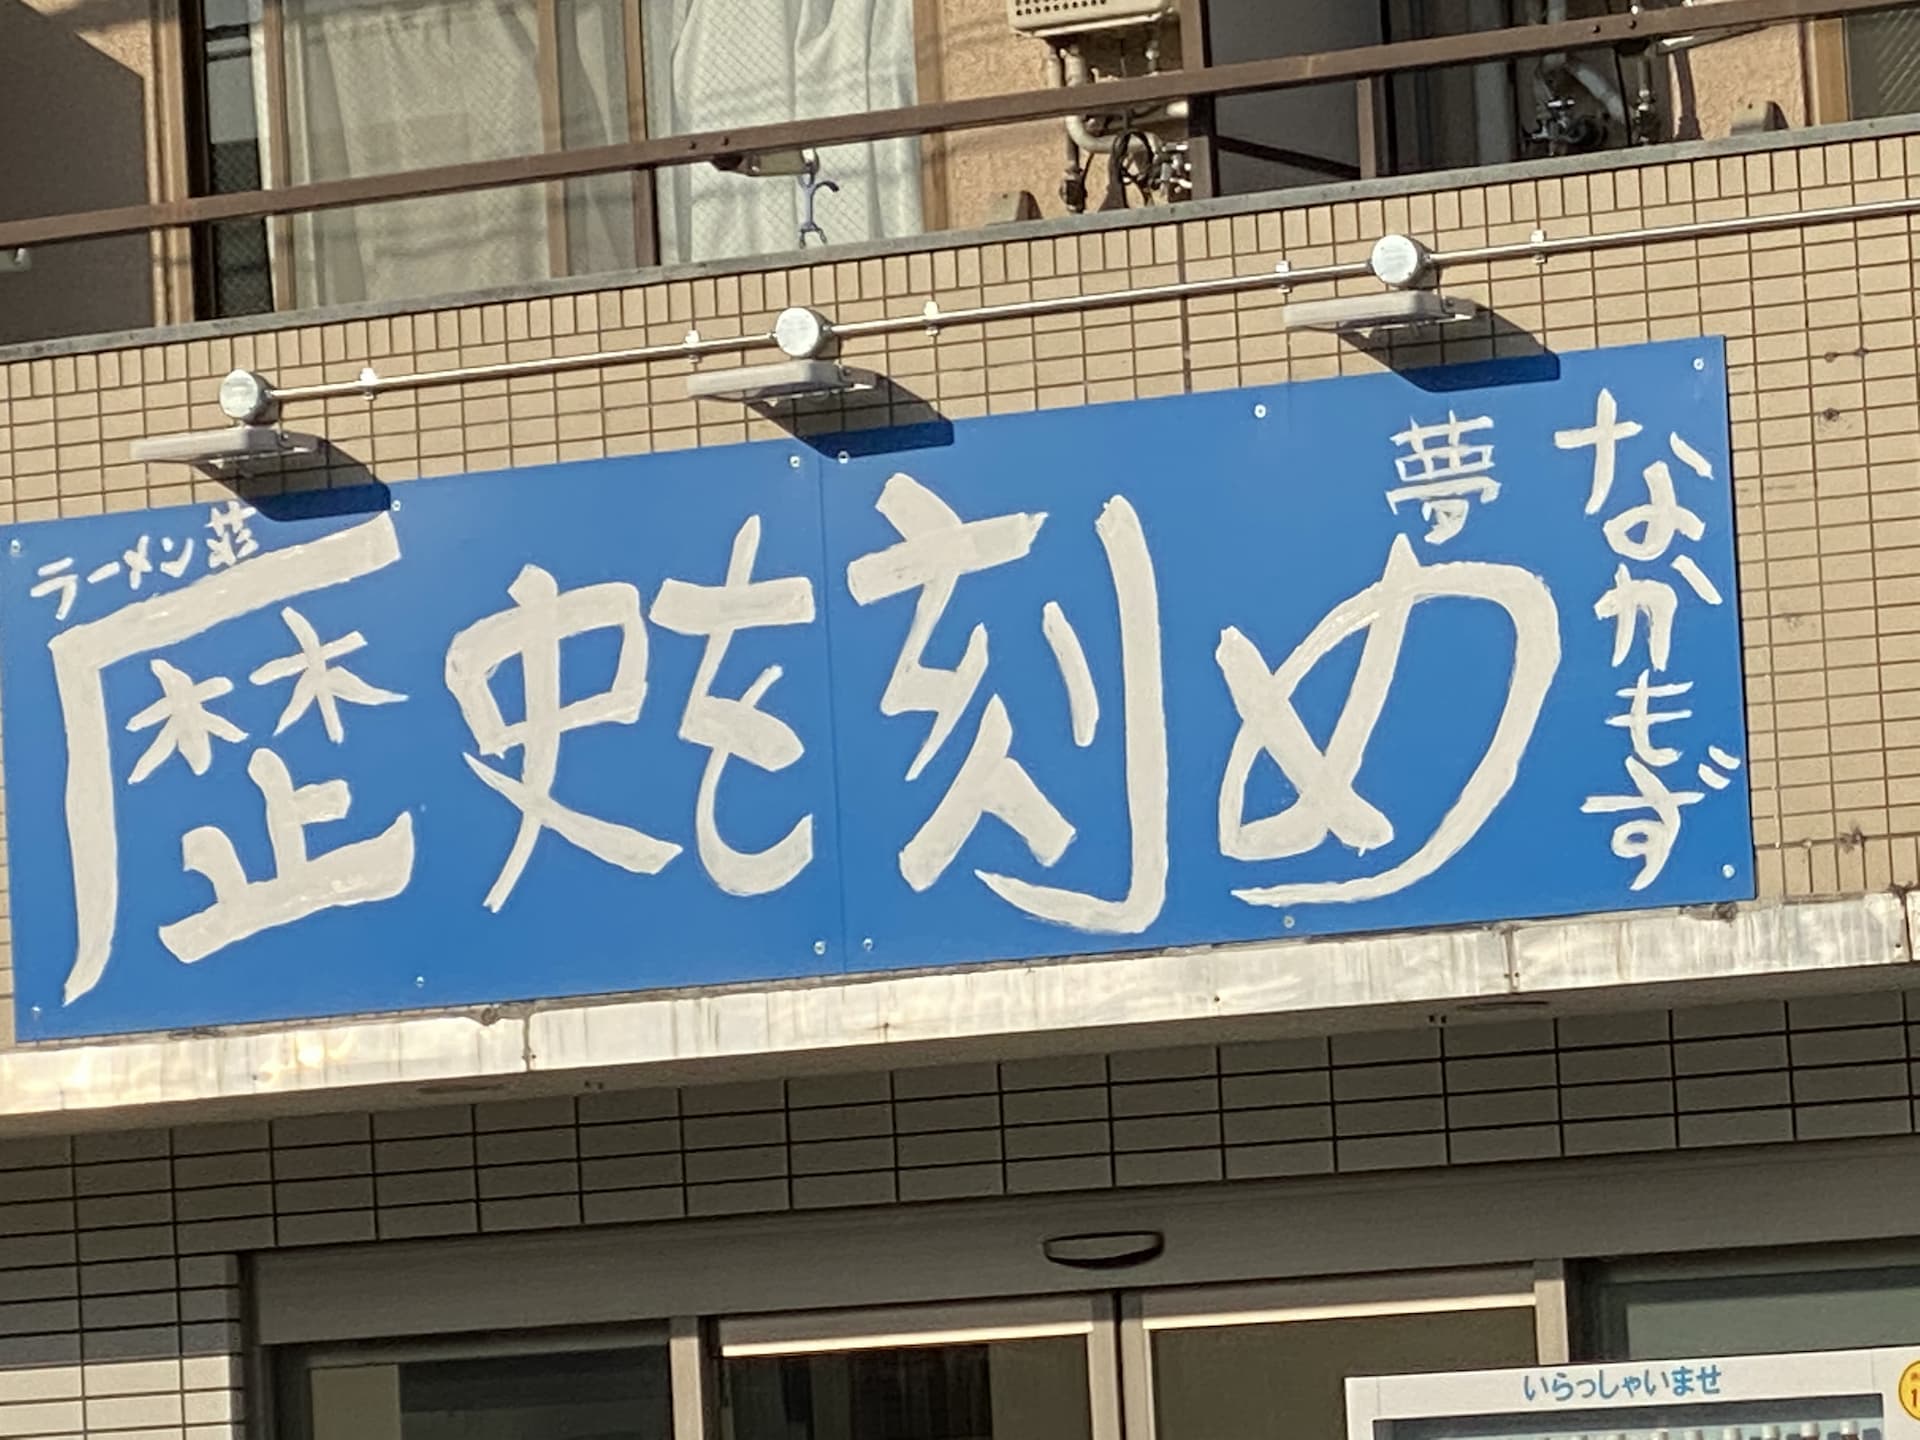 ラーメン荘
歴史を刻め
夢
なかもず
いらっしゃいませ